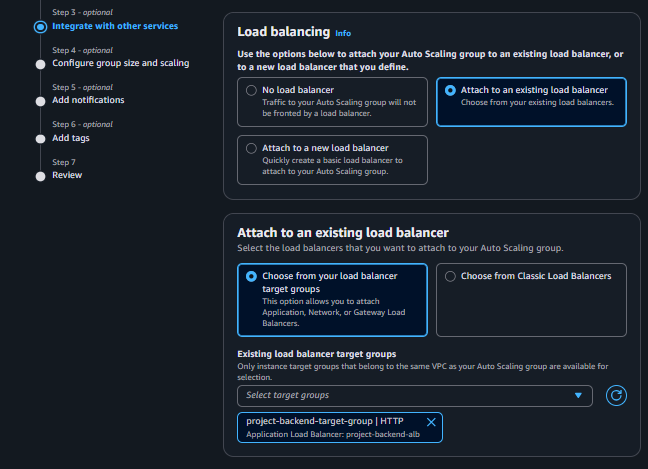 Step 3 - optional
Integrate with other services
Step 4 - optional
Configure group size and scaling
Step 5 - optional
Add notifications
Step 6 - optional
Add tags
Step 7
Review
Load balancing Info
Use the options below to attach your Auto Scaling group to an existing load balancer, or
to a new load balancer that you define.
No load balancer
Traffic to your Auto Scaling group will not
be fronted by a load balancer.
Attach to an existing load balancer
Choose from your existing load balancers.
Attach to a new load balancer
Quickly create a basic load balancer to
attach to your Auto Scaling group.
Attach to an existing load balancer
Select the load balancers that you want to attach to your Auto Scaling group.
Choose from your load balancer
target groups
This option allows you to attach
Application, Network, or Gateway Load
Balancers.
Choose from Classic Load Balancers
Existing load balancer target groups
Only instance target groups that belong to the same VPC as your Auto Scaling group are available for
selection.
Select target groups
project-backend-target-group | HTTP
Application Load Balancer: project-backend-alb